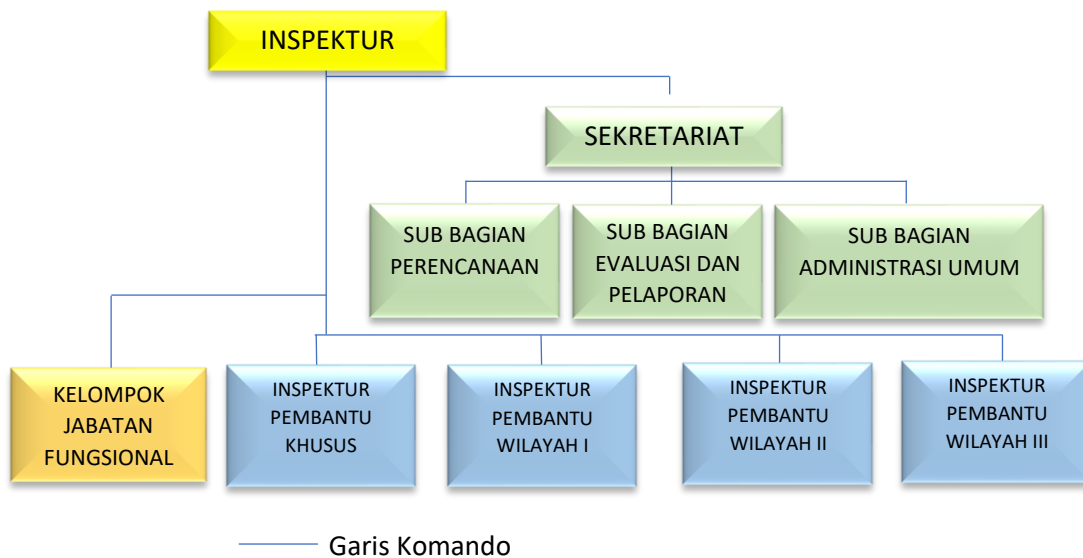 INSPEKTUR
SEKRETARIAT
SUB BAGIAN
PERENCANAAN
SUB BAGIAN
EVALUASI DAN
PELAPORAN
SUB BAGIAN
ADMINISTRASI UMUM
KELOMPOK
JABATAN
FUNGSIONAL
INSPEKTUR
PEMBANTU
KHUSUS
INSPEKTUR
PEMBANTU
WILAYAH I
INSPEKTUR
PEMBANTU
WILAYAH II
INSPEKTUR
PEMBANTU
WILAYAH III
Garis Komando